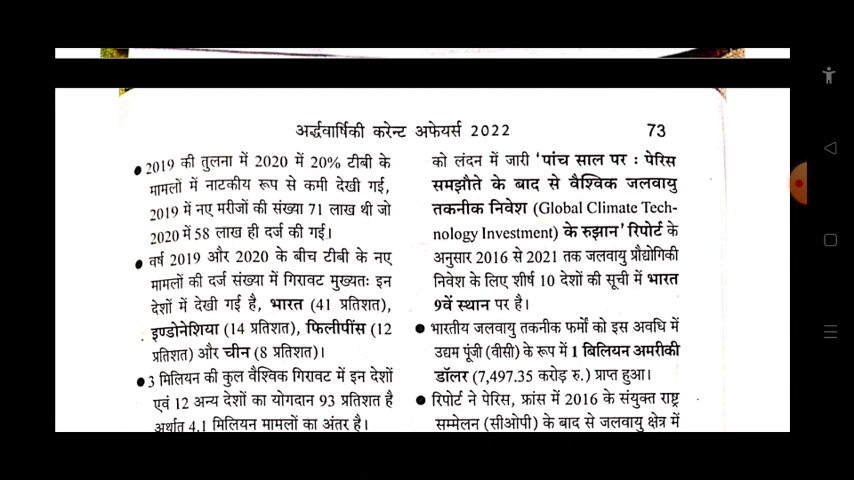 अर्द्धवार्षिकी करेन्ट अफेयर्स 2022
73
● 2019 की तुलना में 2020 में 20% टीबी के
मामलों में नाटकीय रूप से कमी देखी गई,
2019 में नए मरीजों की संख्या 71 लाख थी जो
2020 में 58 लाख ही दर्ज की गई।
● वर्ष 2019 और 2020 के बीच टीबी के नए
मामलों की दर्ज संख्या में गिरावट मुख्यतः इन
देशों में देखी गई है, भारत (41 प्रतिशत),
इण्डोनेशिया (14 प्रतिशत), फिलीपींस (12
प्रतिशत) और चीन (8 प्रतिशत)।
● 3 मिलियन की कुल वैश्विक गिरावट में इन देशों
एवं 12 अन्य देशों का योगदान 93 प्रतिशत है
अर्थात 4.1 मिलियन मामलों का अंतर है।
को लंदन में जारी 'पांच साल पर : पेरिस
समझौते के बाद से वैश्विक जलवायु
तकनीक निवेश (Global Climate Tech-
nology Investment) के रुझान' रिपोर्ट के
अनुसार 2016 से 2021 तक जलवायु प्रौद्योगिकी
निवेश के लिए शीर्ष 10 देशों की सूची में भारत
9वें स्थान पर है।
● भारतीय जलवायु तकनीक फर्मों को इस अवधि में
उद्यम पूंजी (वीसी) के रूप में 1 बिलियन अमरीकी
डॉलर (7,497.35 करोड़ रु.) प्राप्त हुआ।
● रिपोर्ट ने पेरिस, फ्रांस में 2016 के संयुक्त राष्ट्र
सम्मेलन (सीओपी) के बाद से जलवायु क्षेत्र में